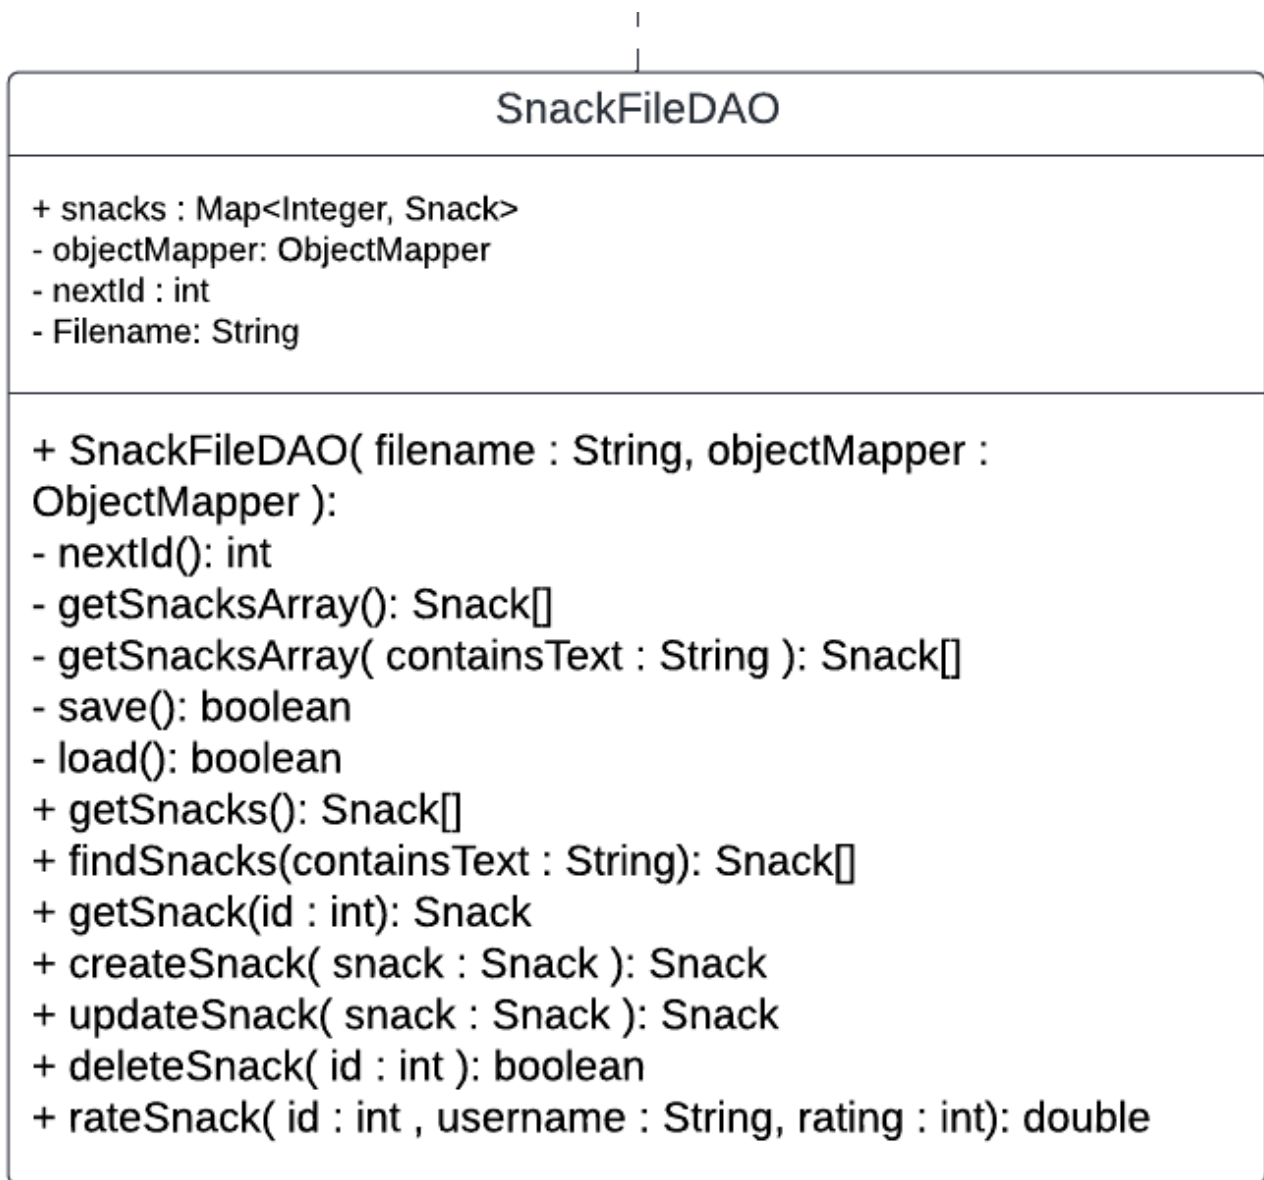 SnackFileDAO
+ snacks : Map<Integer, Snack>
- objectMapper: ObjectMapper
- nextId : int
- Filename: String
+ SnackFileDAO( filename : String, objectMapper :
ObjectMapper ):
- nextId(): int
- getSnacksArray(): Snack[]
- getSnacksArray( containsText : String ): Snack[]
- save(): boolean
- load(): boolean
+ getSnacks(): Snack[]
+ findSnacks(containsText : String): Snack[]
+ getSnack(id : int): Snack
+ createSnack( snack : Snack ): Snack
+ updateSnack( snack : Snack ): Snack
+ deleteSnack( id : int ): boolean
+ rateSnack( id : int , username : String, rating : int): double